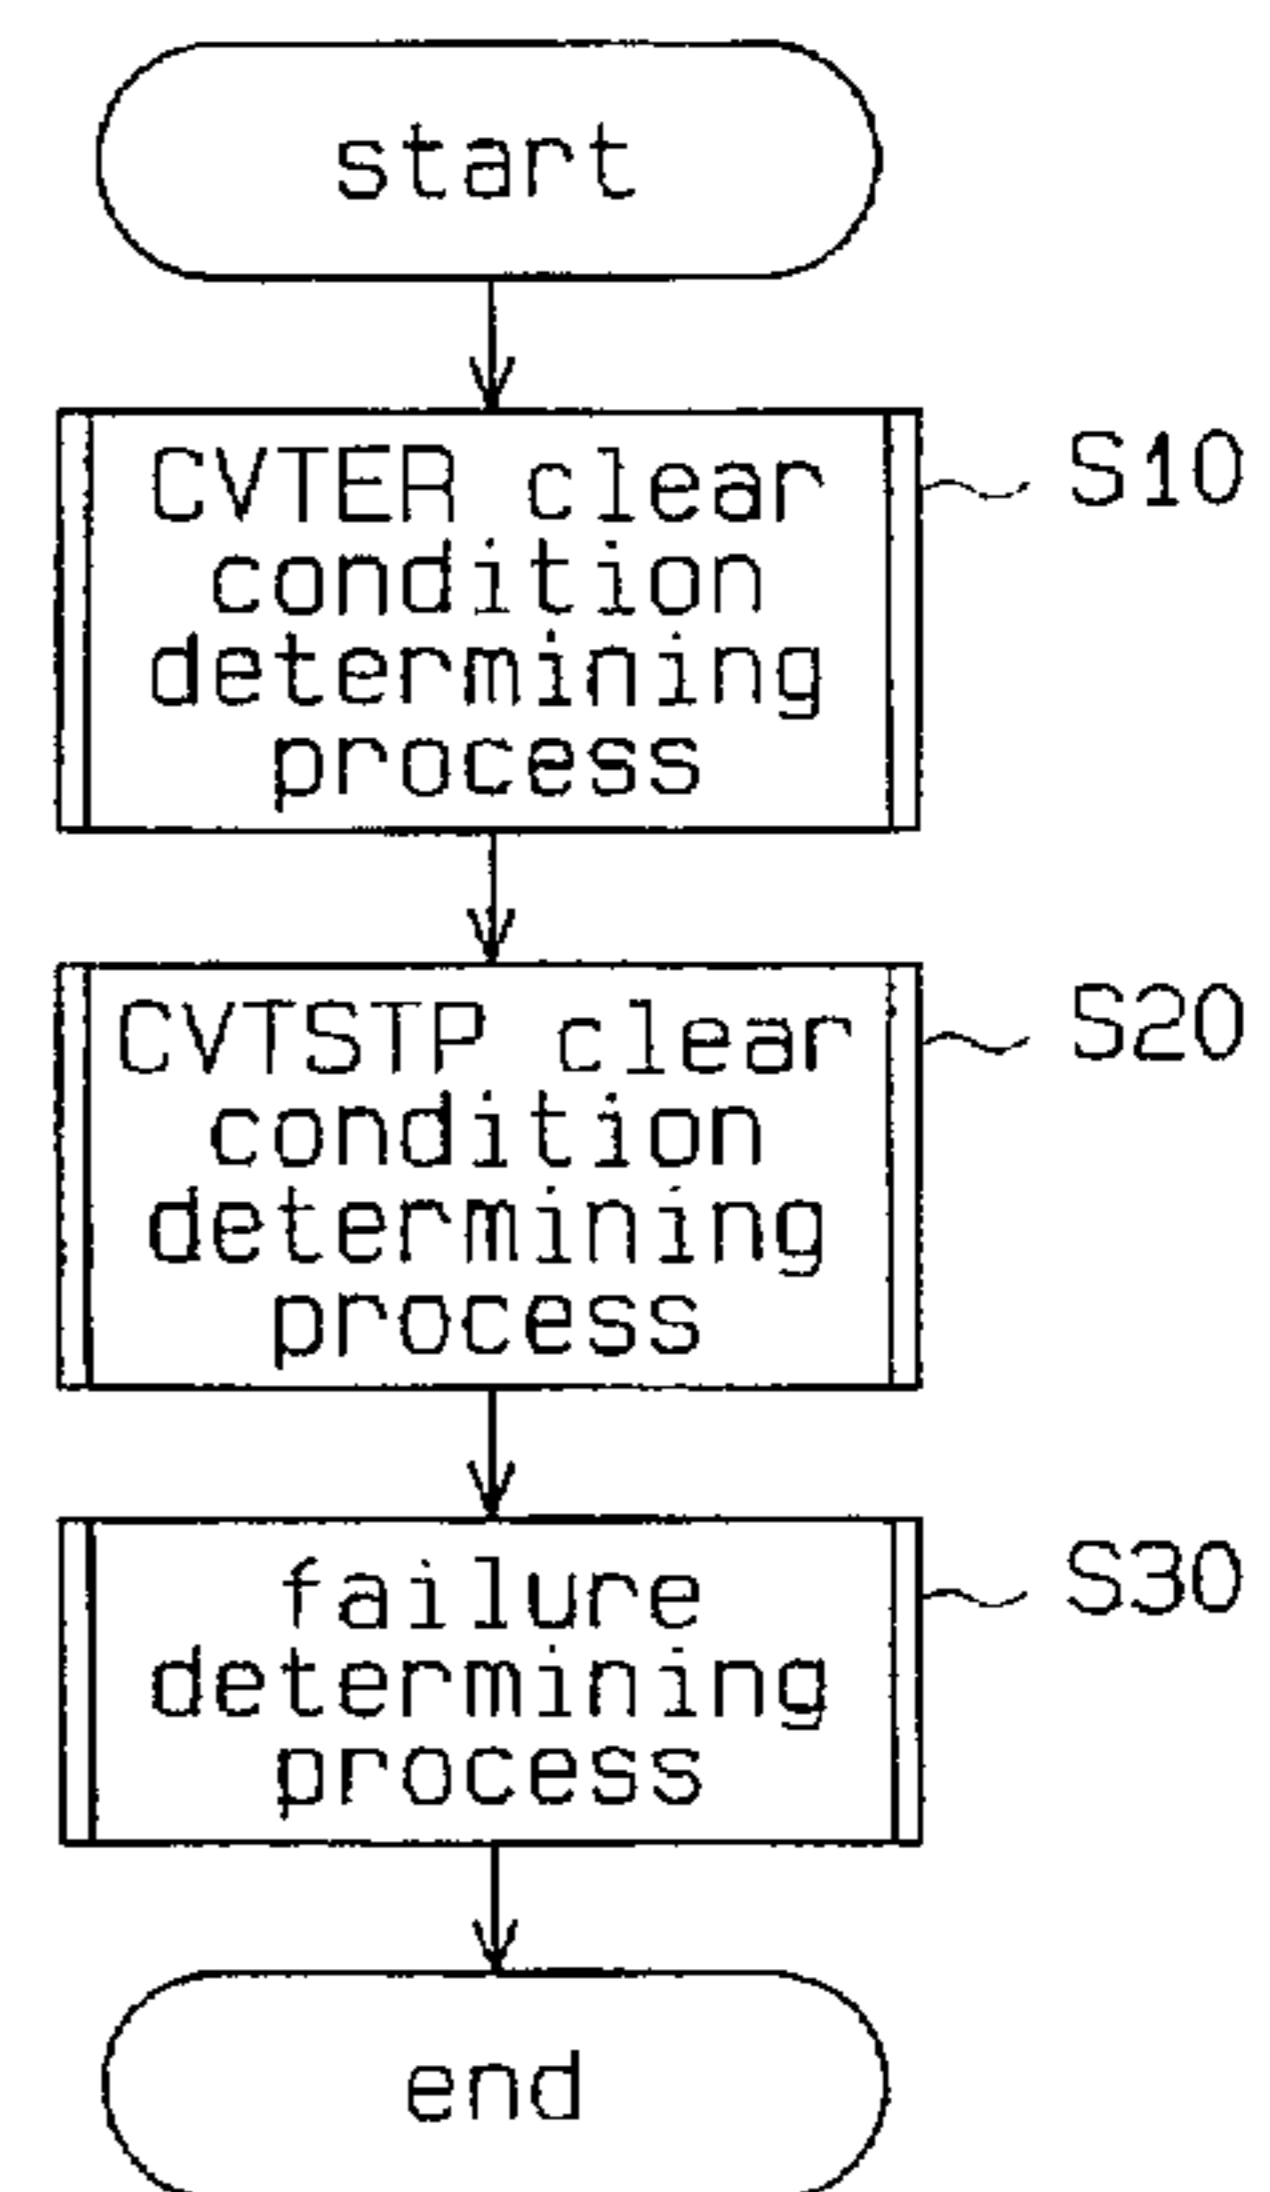 start
CVTER clear
condition
determining
process
S10
CVTSTP clear
condition
determining
process
S20
failure
determining
process
S30
end